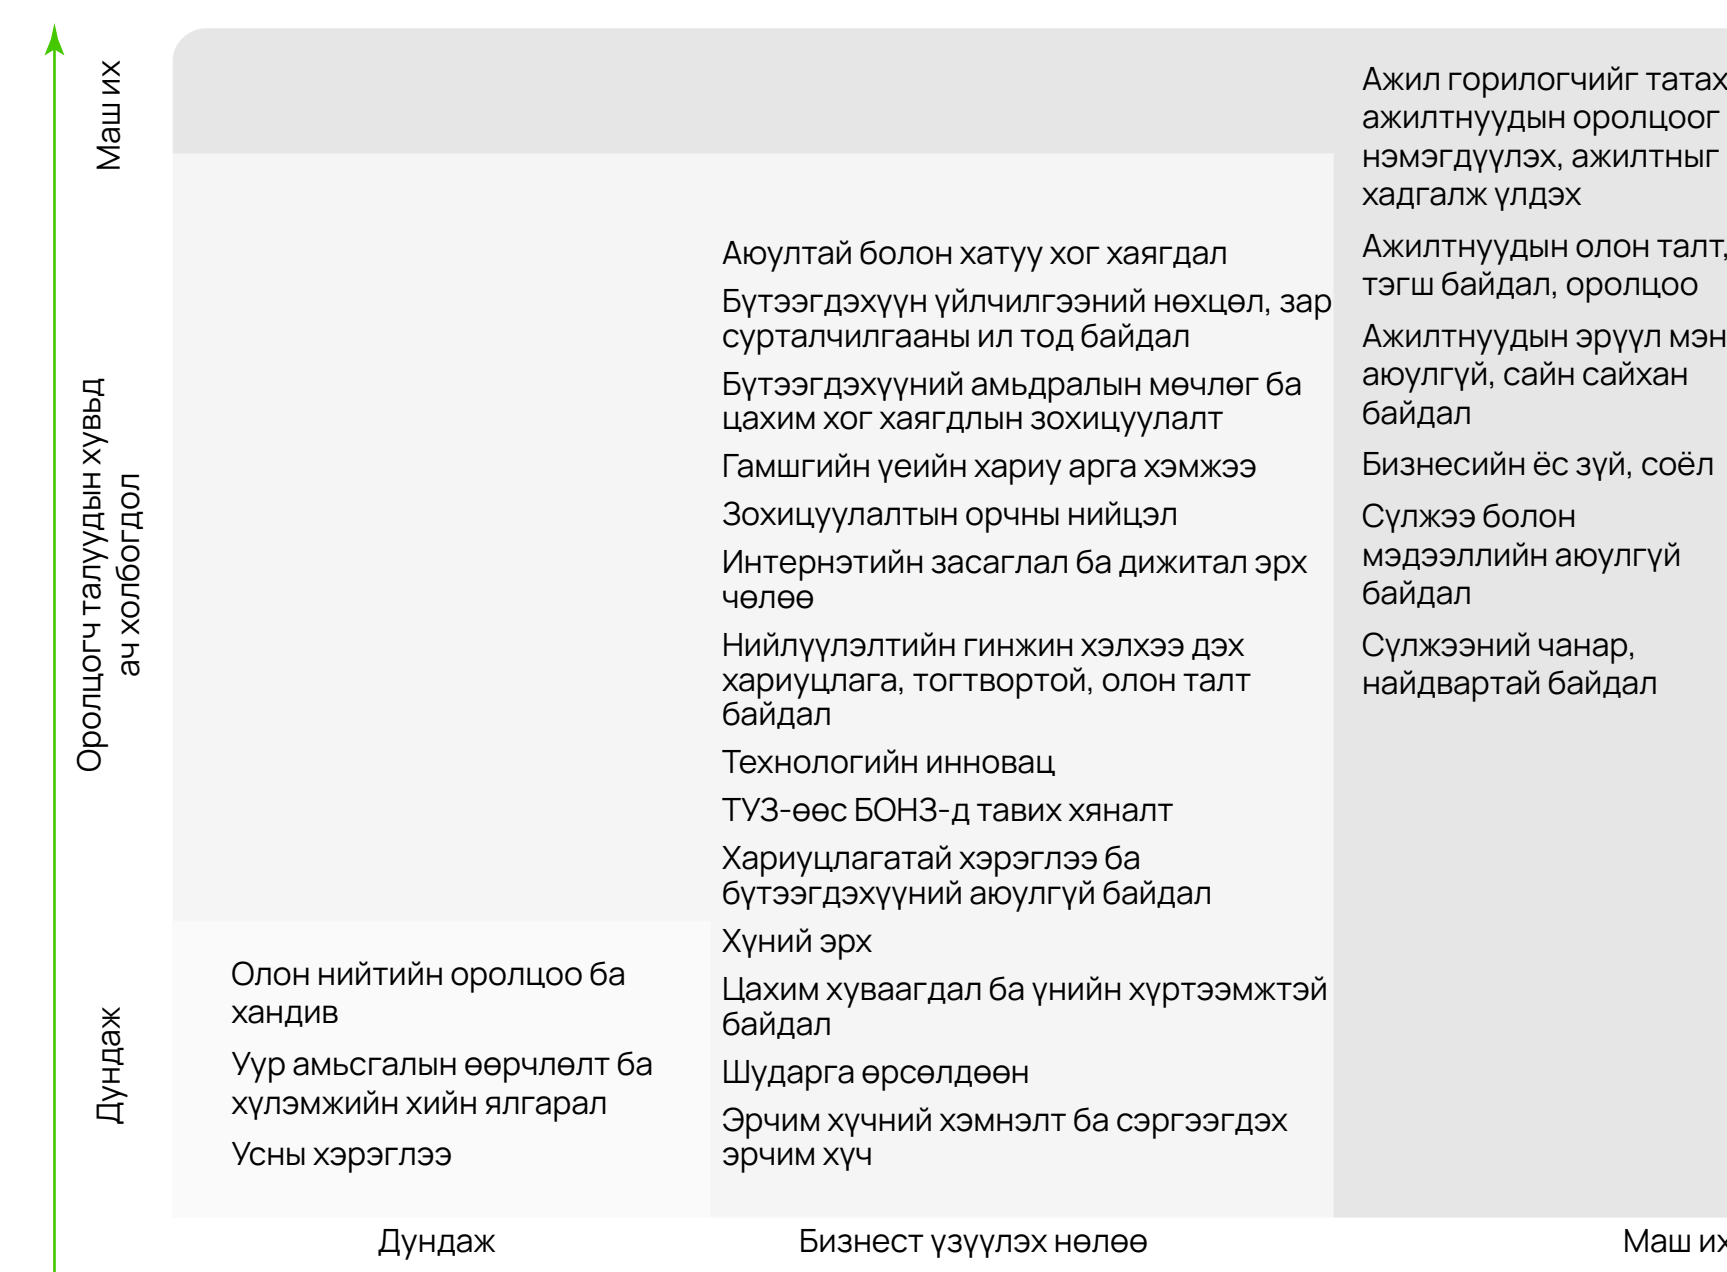 Маш их
Оролцогч талуудын хувьд
ач холбогдол
Дундаж
Олон нийтийн оролцоо ба
хандив
Уур амьсгалын өөрчлөлт ба
хүлэмжийн хийн ялгарал
Усны хэрэглээ
Аюултай болон хатуу хог хаягдал
Бүтээгдэхүүн үйлчилгээний нөхцөл, зар
сурталчилгааны ил тод байдал
Бүтээгдэхүүний амьдралын мөчлөг ба
цахим хог хаягдлын зохицуулалт
Гамшгийн үеийн хариу арга хэмжээ
Зохицуулалтын орчны нийцэл
Интернэтийн засаглал ба дижитал эрх
чөлөө
Нийлүүлэлтийн гинжин хэлхээ дэх
хариуцлага, тогтвортой, олон талт
байдал
Технологийн инновац
ТУЗ-өөс БОНЗ-д тавих хяналт
Хариуцлагатай хэрэглээ ба
бүтээгдэхүүний аюулгүй байдал
Хүний эрх
Цахим хуваагдал ба үнийн хүртээмжтэй
байдал
Шударга өрсөлдөөн
Эрчим хүчний хэмнэлт ба сэргээгдэх
эрчим хүч
Ажил горилогчийг татах
ажилтнуудын оролцоог
нэмэгдүүлэх, ажилтныг
хадгалж үлдэх
Ажилтнуудын олон талт,
тэгш байдал, оролцоо
Ажилтнуудын эрүүл мэн
аюулгүй, сайн сайхан
байдал
Бизнесийн ёс зүй, соёл
Сүлжээ болон
мэдээллийн аюулгүй
байдал
Сүлжээний чанар,
найдвартай байдал
Дундаж
Бизнест үзүүлэх нөлөө
Маш их